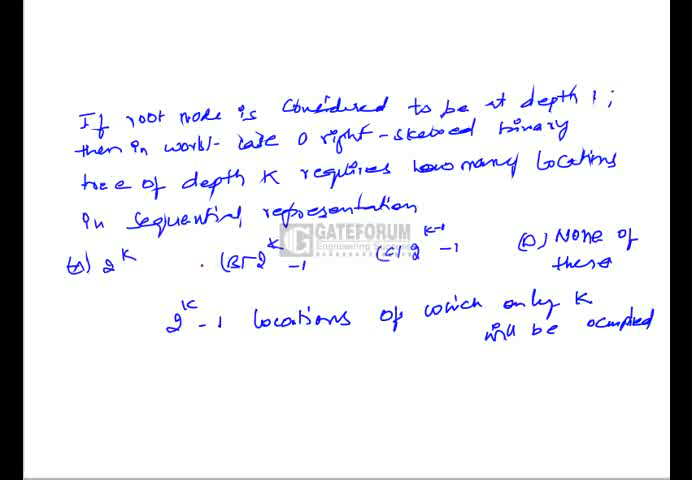 If root node is considered to be at depth 1;
then in worst-case a right-skewed binary
tree of depth K requires how many locations
in sequential representation
GATEFORUM
Engineering Success
(A) 2^K . (B) 2^K -1 (C) 2^K-1 -1 (D) None of
these
2^K -1 locations of which only K
will be occupied